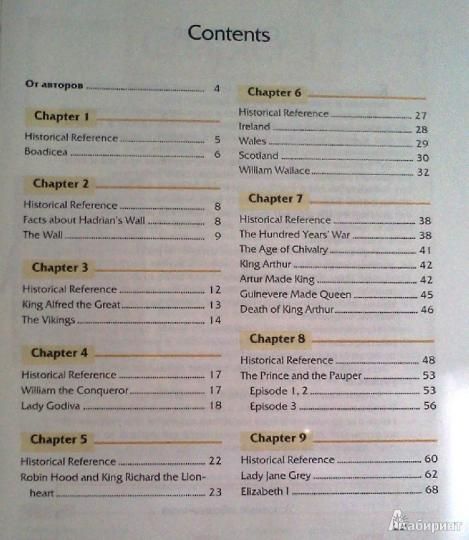 Contents
От авторов 4
Chapter 1
Historical Reference 5
Boadicea 6
Chapter 2
Historical Reference 8
Facts about Hadrian's Wall 8
The Wall 9
Chapter 3
Historical Reference 12
King Alfred the Great 13
The Vikings 14
Chapter 4
Historical Reference 17
William the Conqueror 17
Lady Godiva 18
Chapter 5
Historical Reference 22
Robin Hood and King Richard the Lion-
heart 23
Chapter 6
Historical Reference 27
Ireland 28
Wales 29
Scotland 30
William Wallace 32
Chapter 7
Historical Reference 38
The Hundred Years' War 38
The Age of Chivalry 41
King Arthur 42
Artur Made King 42
Guinevere Made Queen 45
Death of King Arthur 46
Chapter 8
Historical Reference 48
The Prince and the Pauper 53
Episode 1, 2 53
Episode 3 56
Chapter 9
Historical Reference 60
Lady Jane Grey 62
Elizabeth I 68
Лабиринт